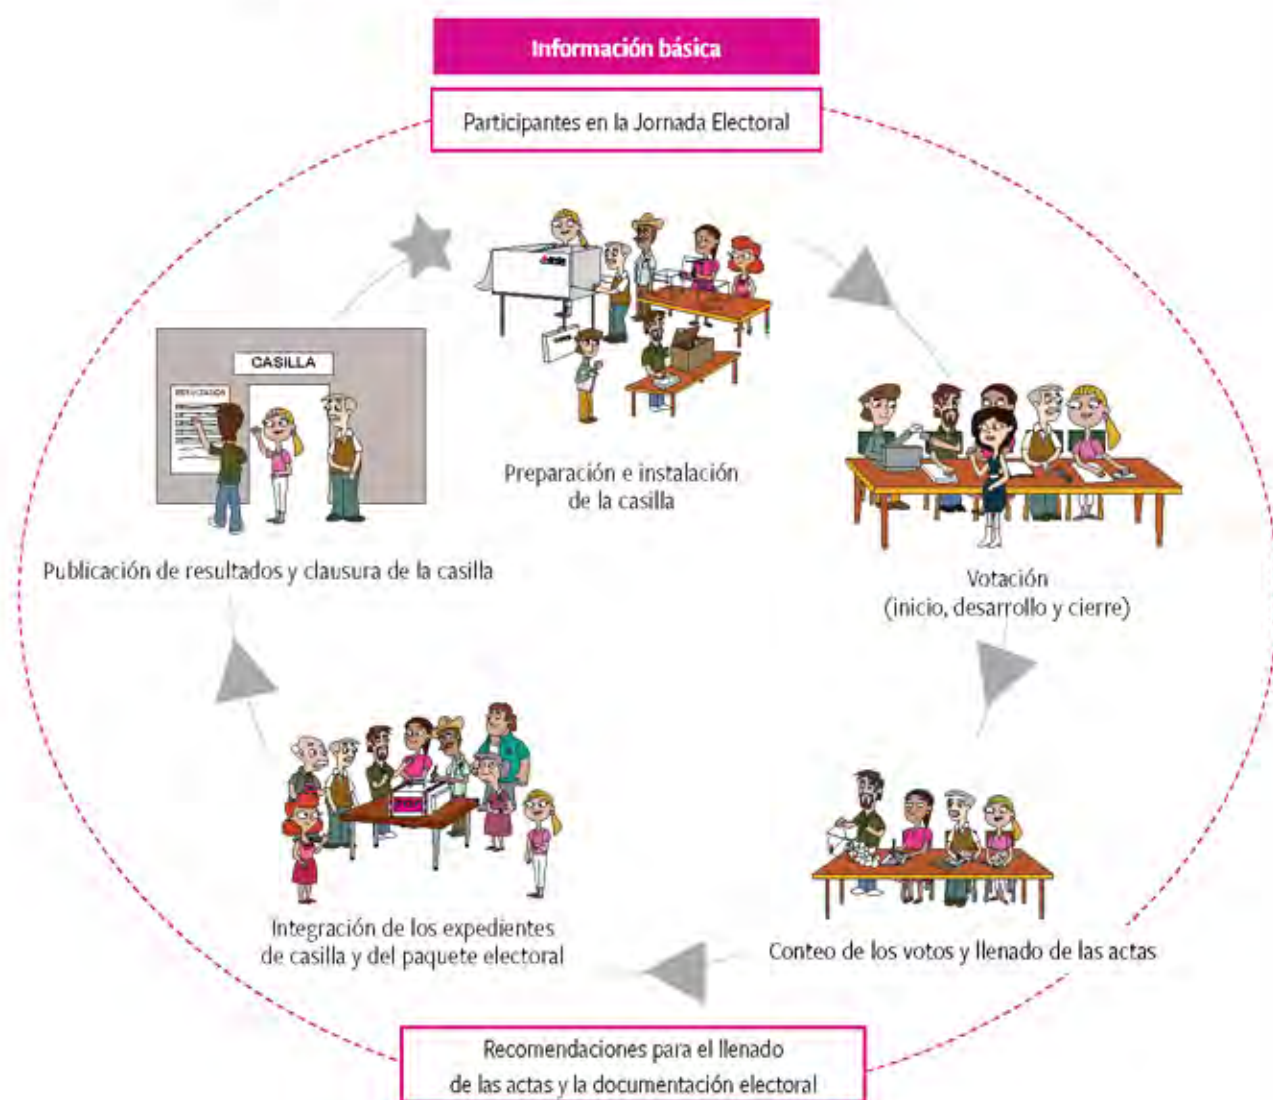 Información básica
Participantes en la Jornada Electoral
Preparación e instalación
de la casilla
CASILLA
RESULTADOS
Publicación de resultados y clausura de la casilla
Votación
(inicio, desarrollo y cierre)
Integración de los expedientes
de casilla y del paquete electoral
Conteo de los votos y llenado de las actas
Recomendaciones para el llenado
de las actas y la documentación electoral